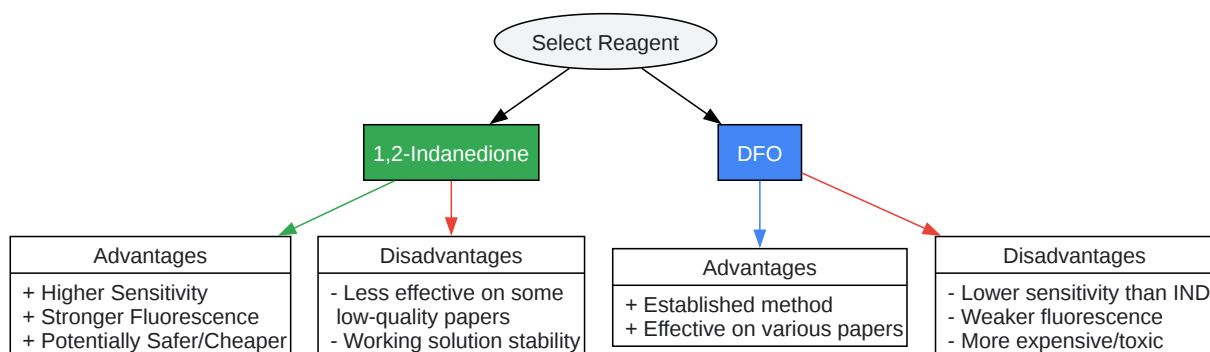 Select Reagent
1,2-Indanedione
DFO
Advantages
+ Higher Sensitivity
+ Stronger Fluorescence
+ Potentially Safer/Cheaper
Disadvantages
- Less effective on some
low-quality papers
- Working solution stability
Advantages
+ Established method
+ Effective on various papers
Disadvantages
- Lower sensitivity than IND
- Weaker fluorescence
- More expensive/toxic